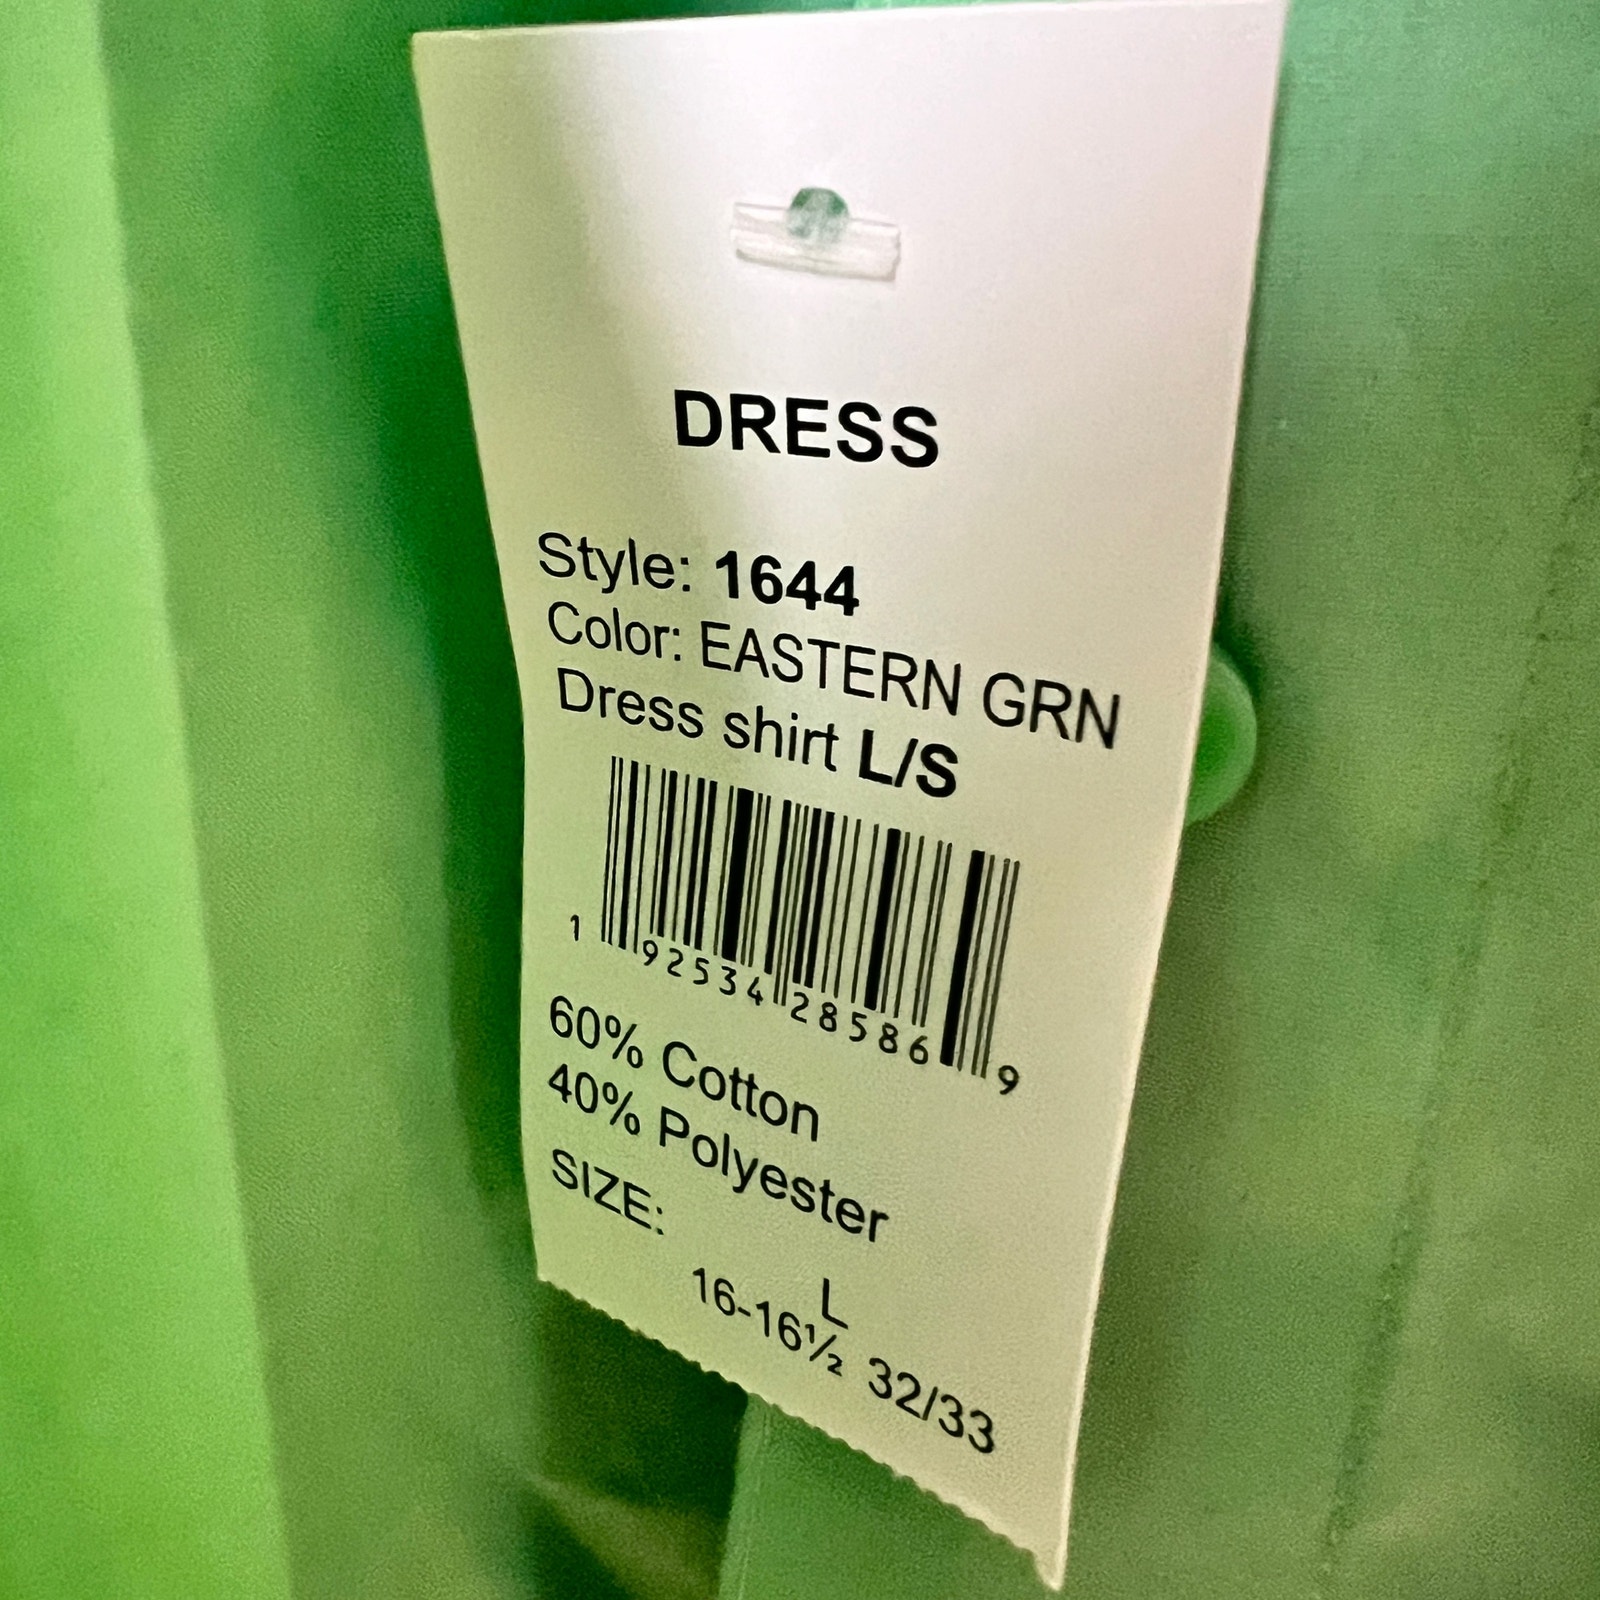 DRESS
Style: 1644
Color: EASTERN GRN
Dress shirt L/S
1 92534 28586 9
60% Cotton
40% Polyester
SIZE:
L
16-16½ 32/33